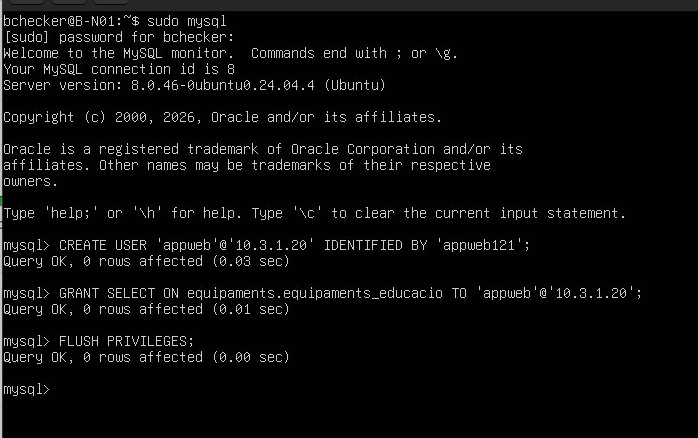 bchecker@B-N01:~$ sudo mysql
[sudo] password for bchecker:
Welcome to the MySQL monitor.  Commands end with ; or \g.
Your MySQL connection id is 8
Server version: 8.0.46-0ubuntu0.24.04.4 (Ubuntu)

Copyright (c) 2000, 2026, Oracle and/or its affiliates.

Oracle is a registered trademark of Oracle Corporation and/or its
affiliates. Other names may be trademarks of their respective
owners.

Type 'help;' or '\h' for help. Type '\c' to clear the current input statement.

mysql> CREATE USER 'appweb'@'10.3.1.20' IDENTIFIED BY 'appweb121';
Query OK, 0 rows affected (0.03 sec)

mysql> GRANT SELECT ON equipaments.equipaments_educacio TO 'appweb'@'10.3.1.20';
Query OK, 0 rows affected (0.01 sec)

mysql> FLUSH PRIVILEGES;
Query OK, 0 rows affected (0.00 sec)

mysql>